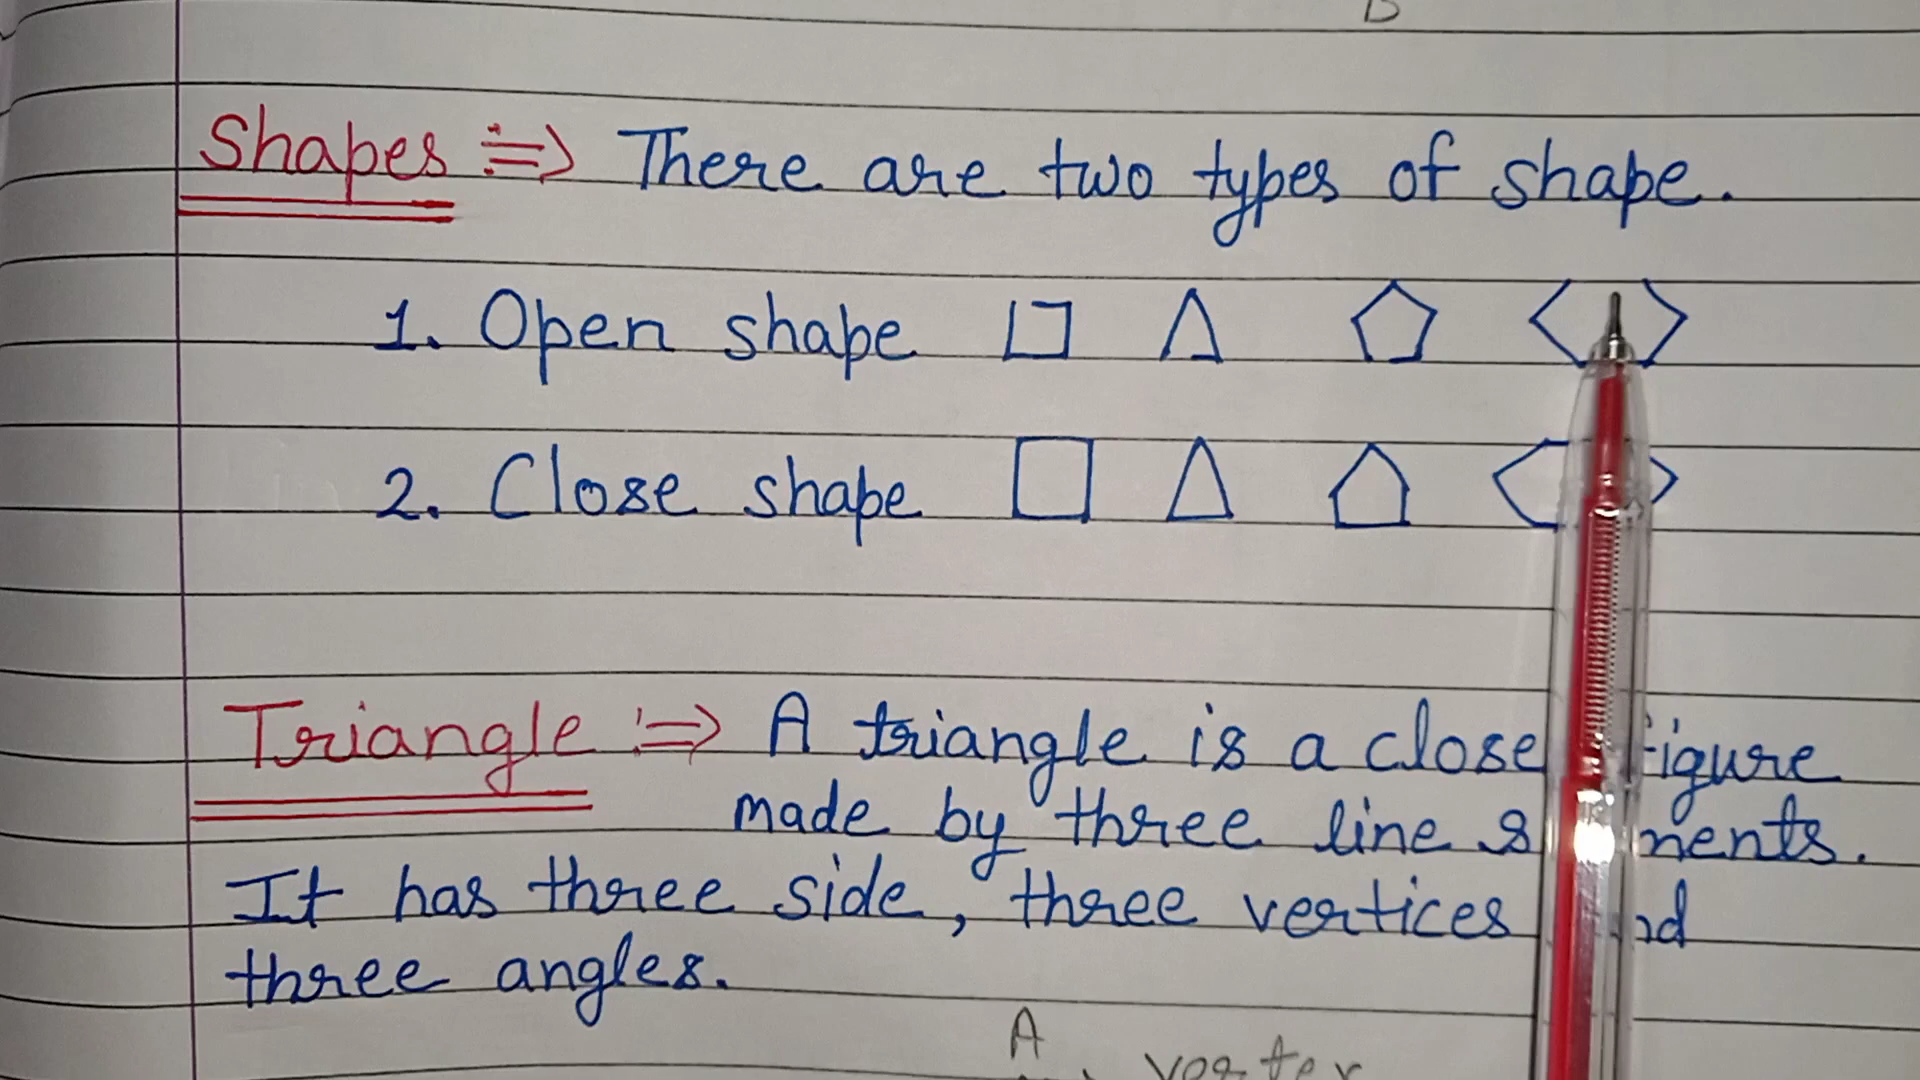 B
Shapes ⇒ There are two types of shape.
1. Open shape
2. Close shape
Triangle :⇒ A triangle is a close figure
made by three line
It has three side, three vertices
three angles.
A